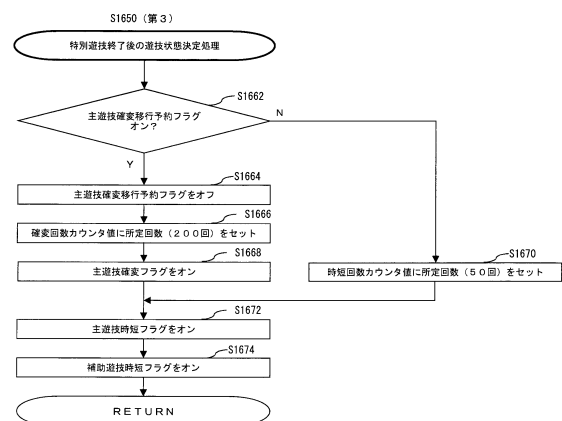 S1650（第３）
特別遊技終了後の遊技状態決定処理
S1662
主遊技確変移行予約フラグ
オン？
N
Y
S1664
主遊技確変移行予約フラグをオフ
S1666
確変回数カウンタ値に所定回数（２００回）をセット
S1668
主遊技確変フラグをオン
S1670
時短回数カウンタ値に所定回数（５０回）をセット
S1672
主遊技時短フラグをオン
S1674
補助遊技時短フラグをオン
ＲＥＴＵＲＮ